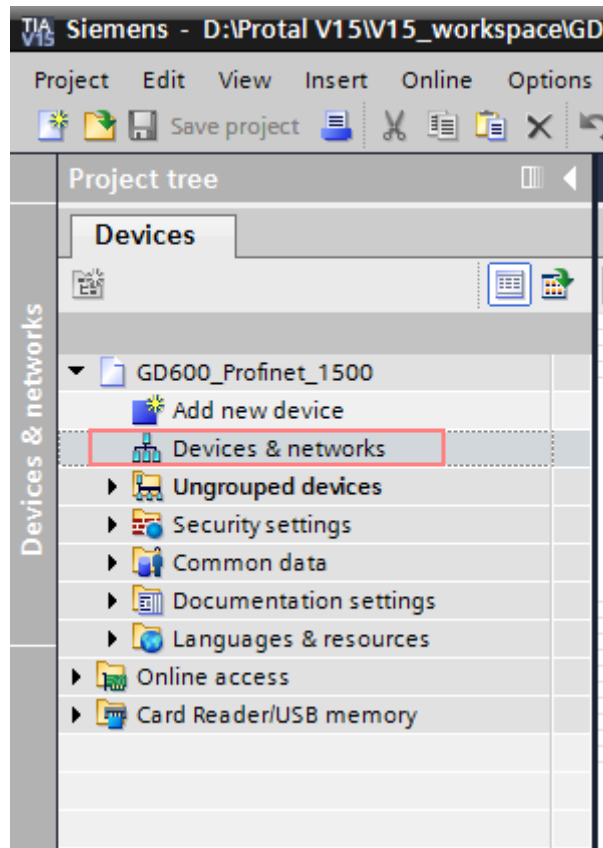 TIA V15 Siemens - D:\Protal V15\V15_workspace\GD
Project Edit View Insert Online Options
Save project
Project tree
Devices
Devices & networks
GD600_Profinet_1500
Add new device
Devices & networks
Ungrouped devices
Security settings
Common data
Documentation settings
Languages & resources
Online access
Card Reader/USB memory